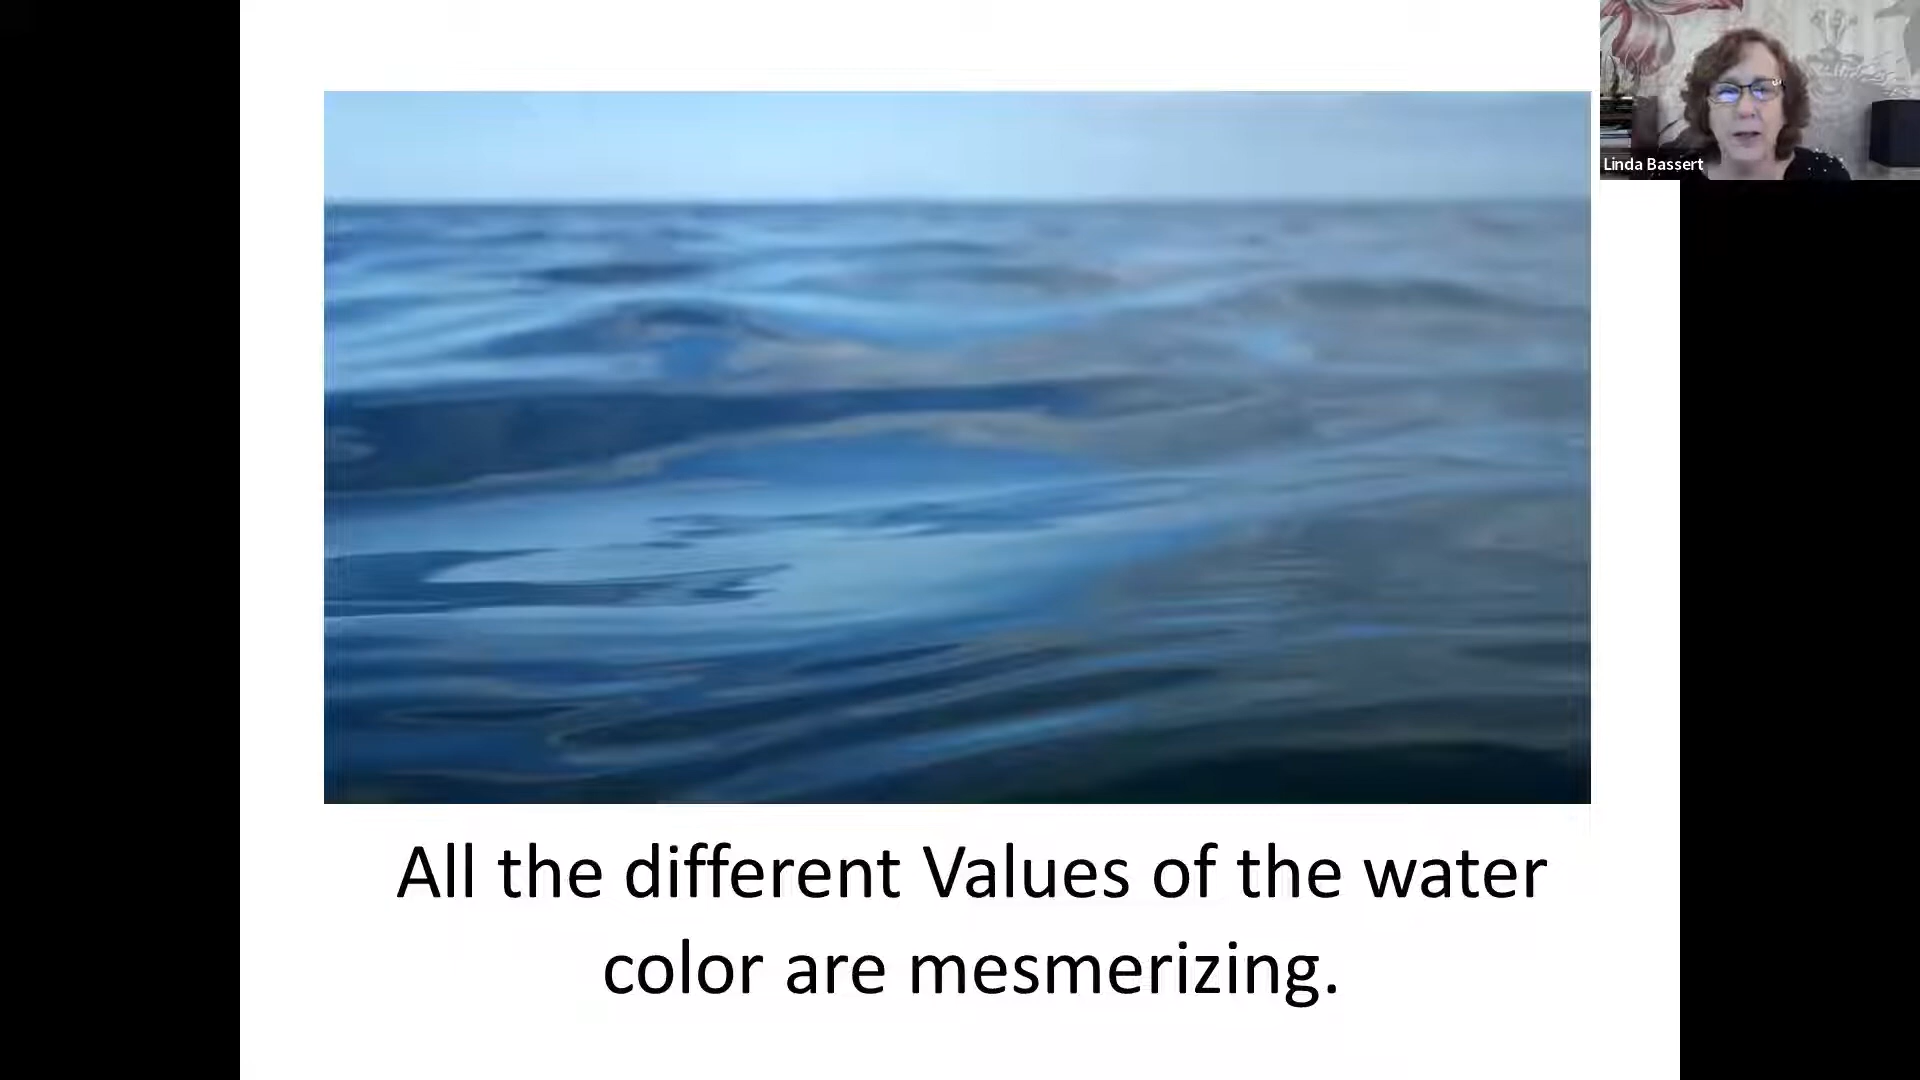 Linda Bassert
All the different Values of the water
color are mesmerizing.